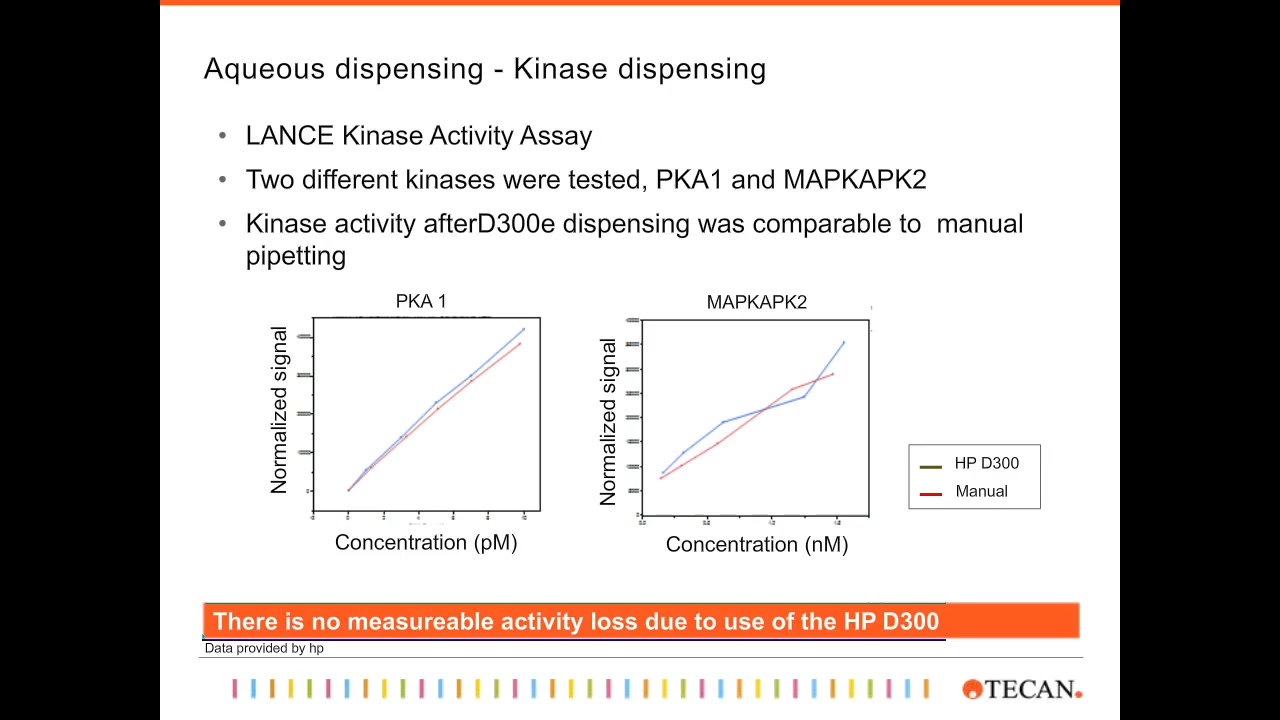 Aqueous dispensing - Kinase dispensing
• LANCE Kinase Activity Assay
• Two different kinases were tested, PKA1 and MAPKAPK2
• Kinase activity afterD300e dispensing was comparable to  manual
pipetting
PKA 1
Normalized signal
Concentration (pM)
MAPKAPK2
Normalized signal
Concentration (nM)
HP D300
Manual
There is no measureable activity loss due to use of the HP D300
Data provided by hp
TECAN.